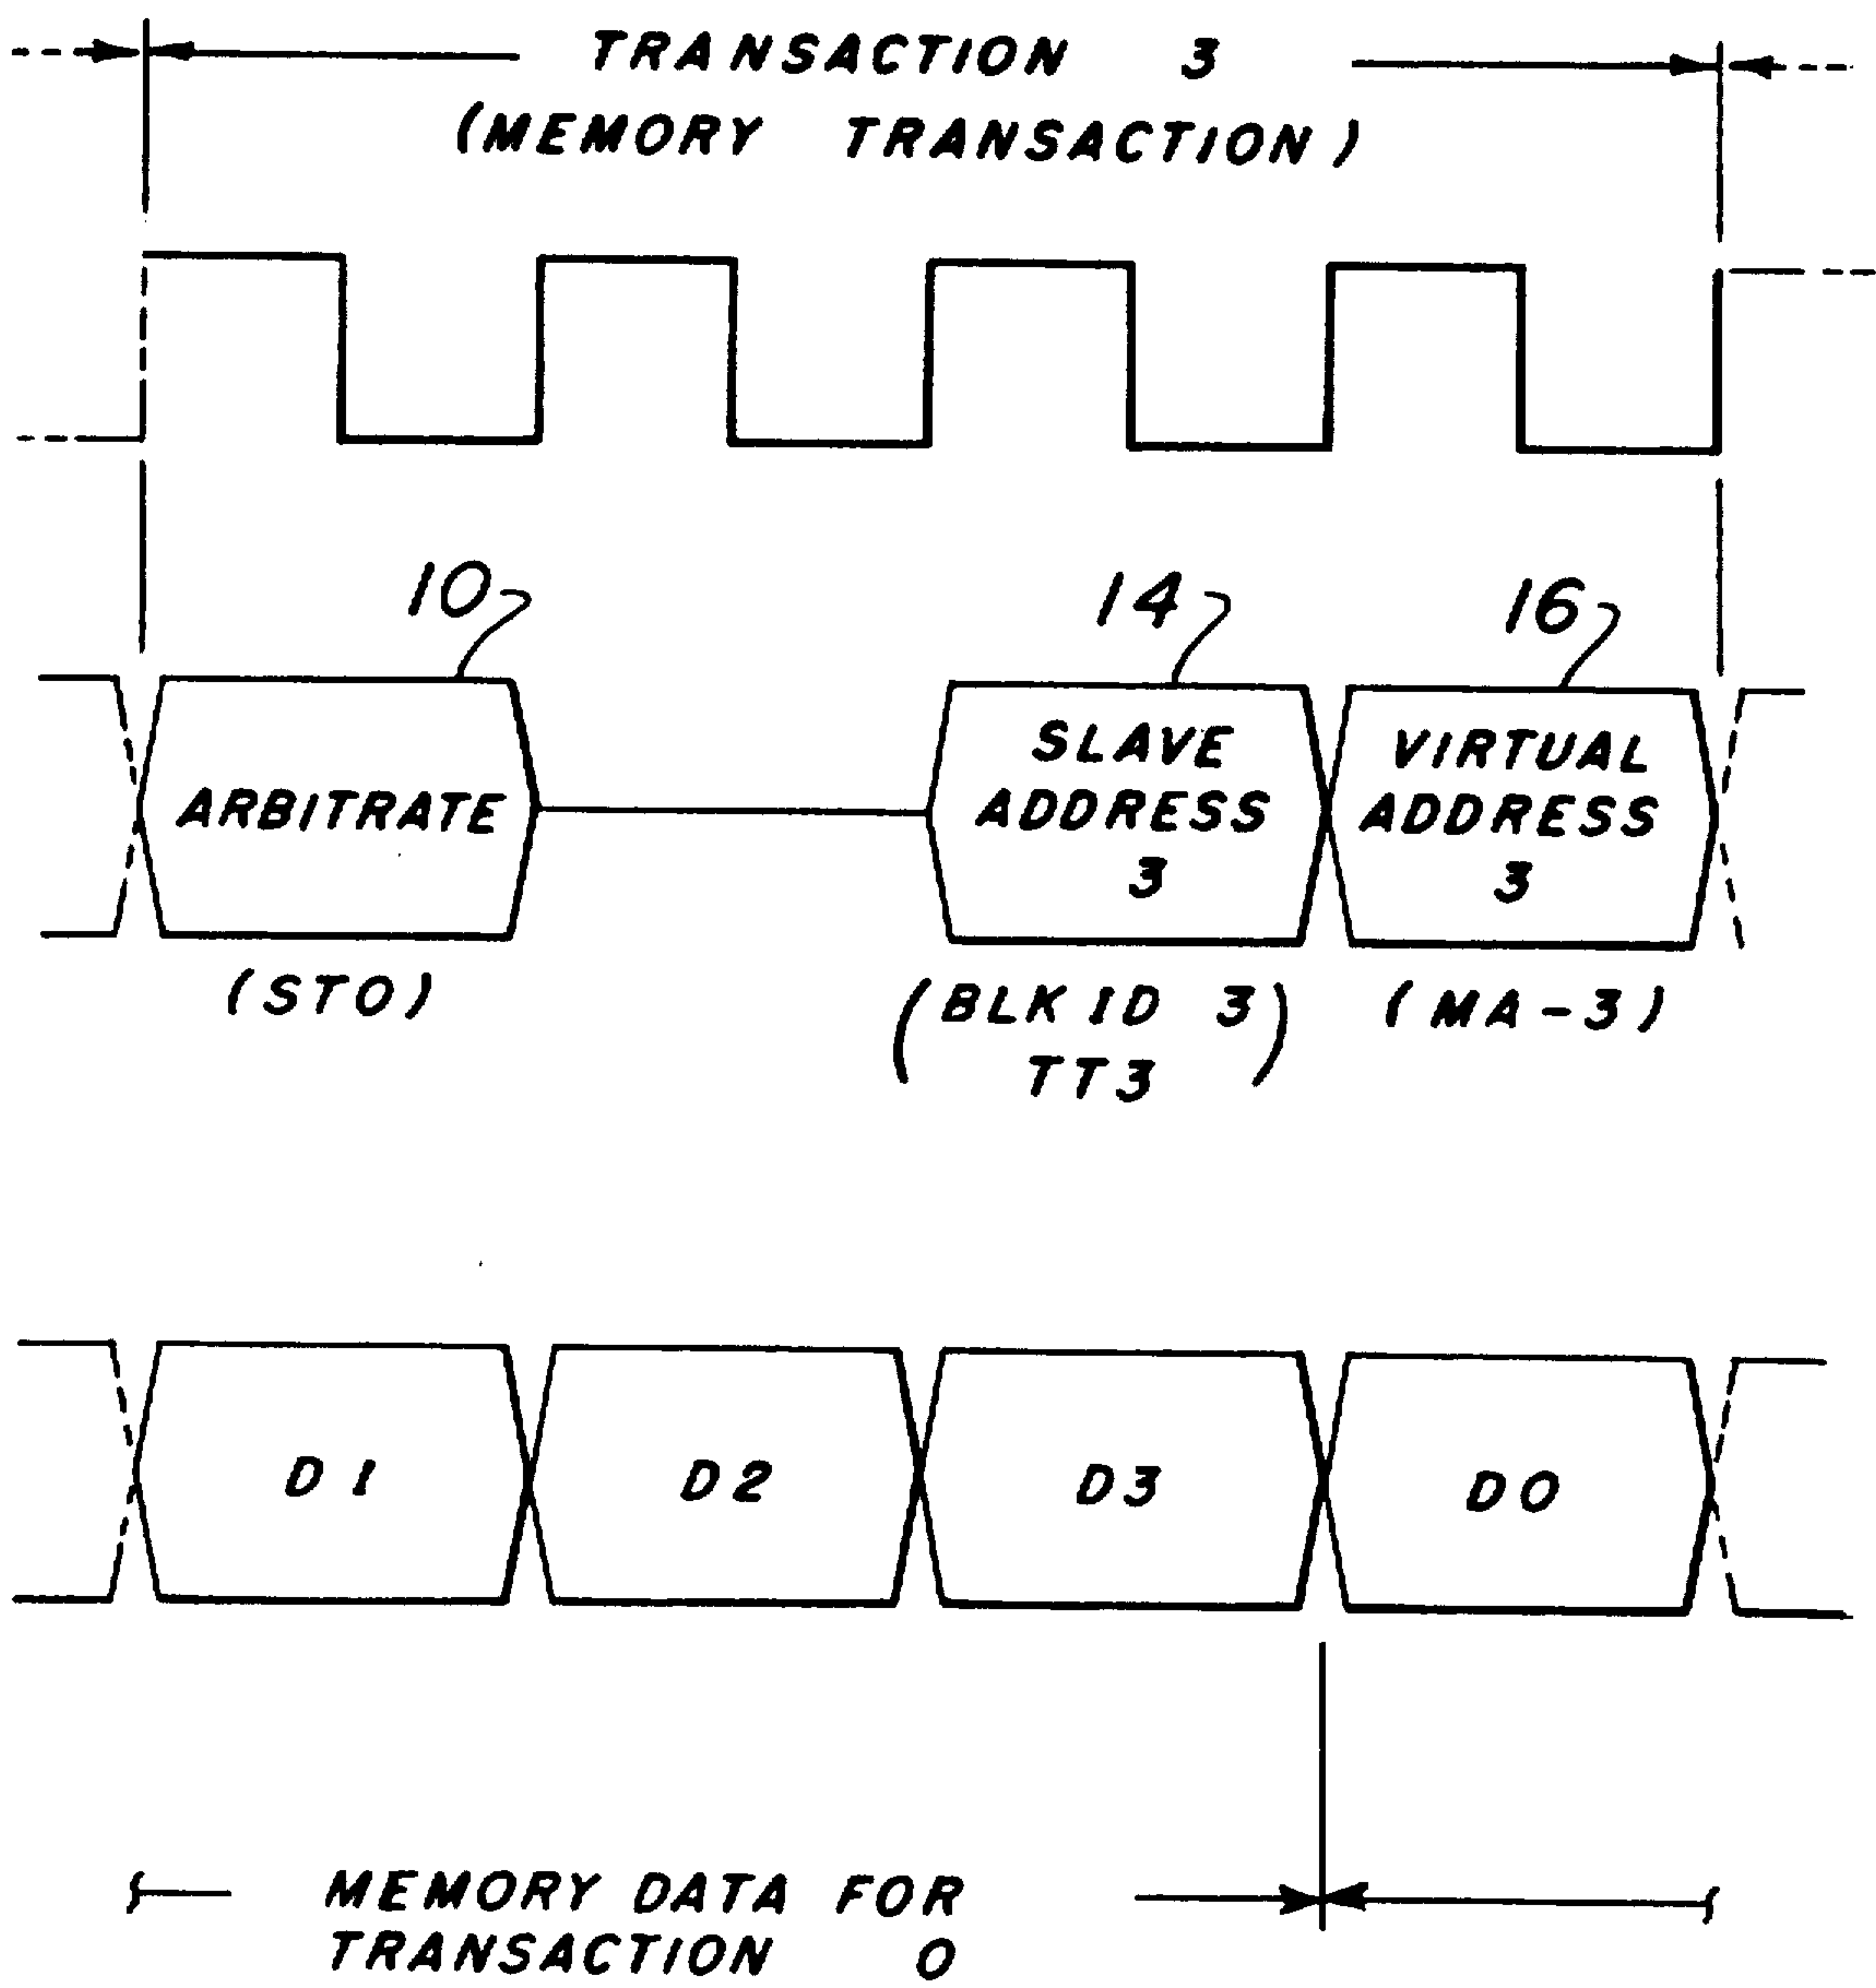 TRANSACTION 3
(MEMORY TRANSACTION)
10
14
16
ARBITRATE
SLAVE
ADDRESS
3
VIRTUAL
ADDRESS
3
(STO)
(BLK ID 3)
TT3
(MA-3)
D1
D2
D3
D0
MEMORY DATA FOR
TRANSACTION 0